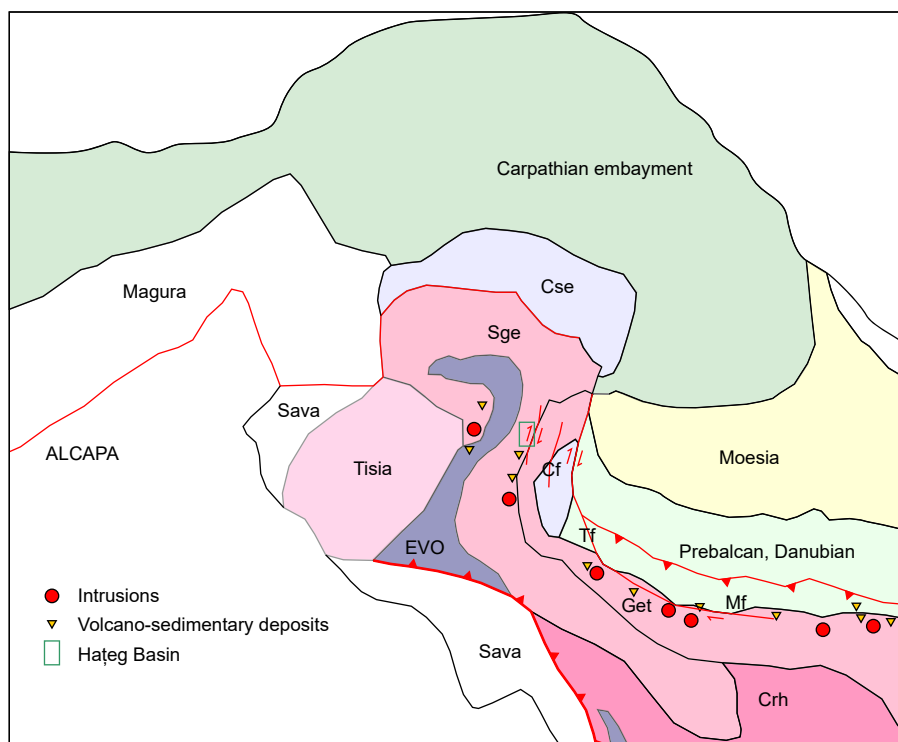 Carpathian embayment
Cse
Magura
Sge
Sava
ALCAPA
Tisia
Cf
Moesia
EVO
Tf
Prebalcan, Danubian
Get
Mf
Sava
Crh
Intrusions
Volcano-sedimentary deposits
Hațeg Basin